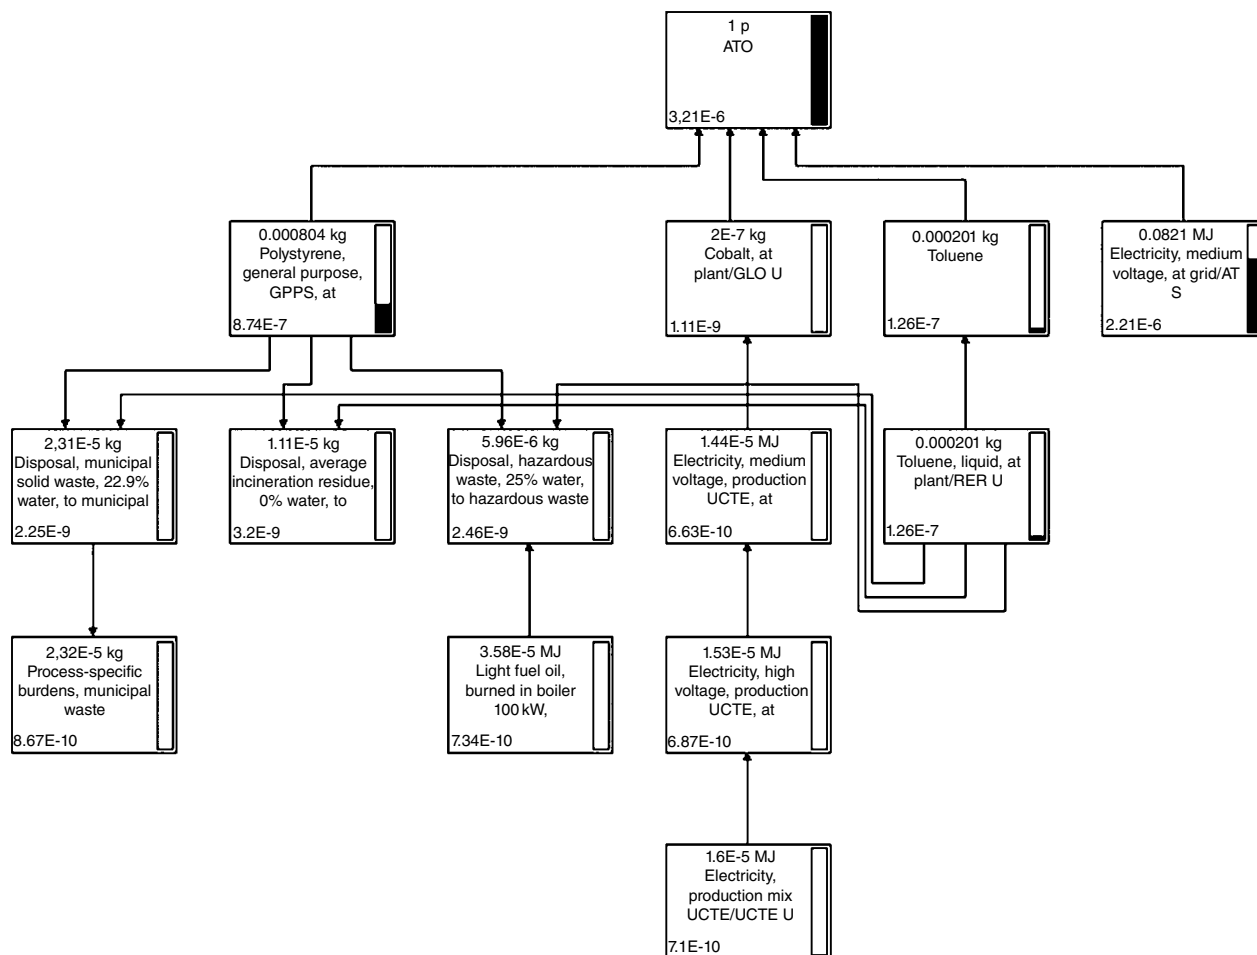 1 p
ATO
3,21E-6
0.000804 kg
Polystyrene,
general purpose,
GPPS, at
8.74E-7
2E-7 kg
Cobalt, at
plant/GLO U
1.11E-9
0.000201 kg
Toluene
1.26E-7
0.0821 MJ
Electricity, medium
voltage, at grid/AT
S
2.21E-6
2,31E-5 kg
Disposal, municipal
solid waste, 22.9%
water, to municipal
2.25E-9
1.11E-5 kg
Disposal, average
incineration residue,
0% water, to
3.2E-9
5.96E-6 kg
Disposal, hazardous
waste, 25% water,
to hazardous waste
2.46E-9
1.44E-5 MJ
Electricity, medium
voltage, production
UCTE, at
6.63E-10
0.000201 kg
Toluene, liquid, at
plant/RER U
1.26E-7
2,32E-5 kg
Process-specific
burdens, municipal
waste
8.67E-10
3.58E-5 MJ
Light fuel oil,
burned in boiler
100 kW,
7.34E-10
1.53E-5 MJ
Electricity, high
voltage, production
UCTE, at
6.87E-10
1.6E-5 MJ
Electricity,
production mix
UCTE/UCTE U
7.1E-10